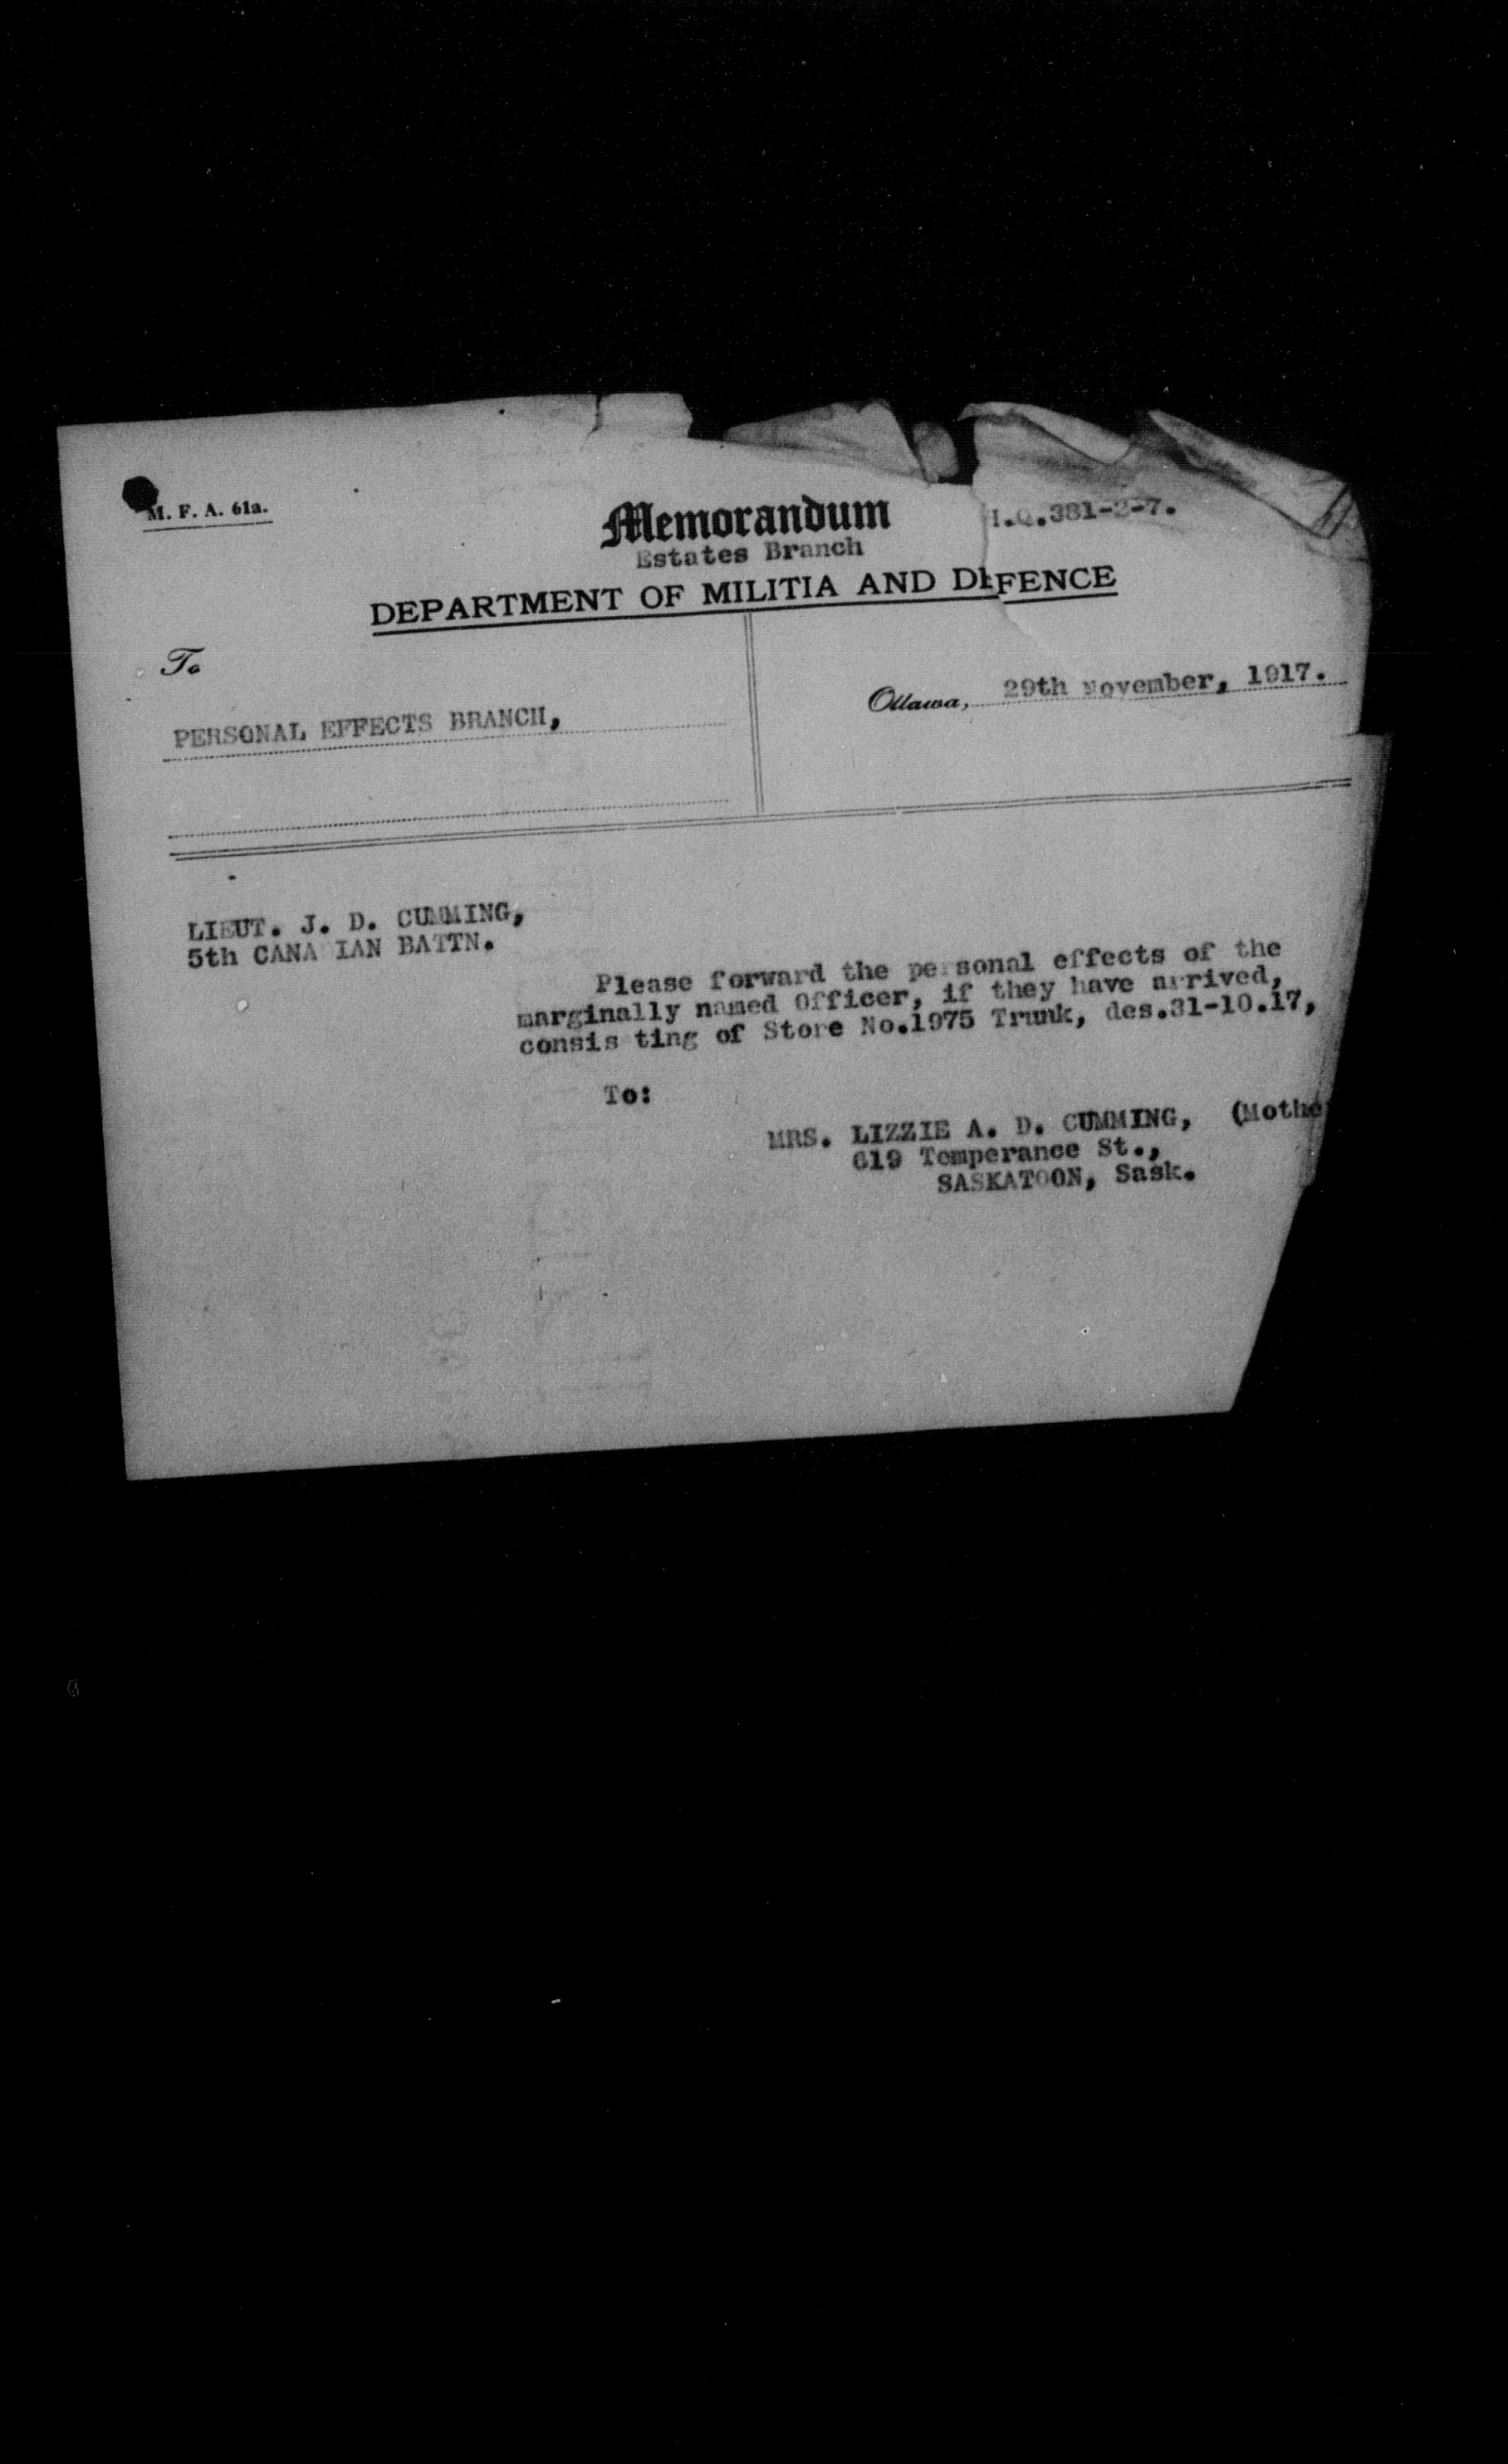 M. F. A. 61a.
Memorandum
H.Q.381-2-7.
Estates Branch
DEPARTMENT OF MILITIA AND DEFENCE
To
Ottawa, 29th November, 1917.
PERSONAL EFFECTS BRANCH,
LIEUT. J. D. CUMMING,
5th CANA IAN BATTN.
Please forward the personal effects of the
marginally named Officer, if they have arrived,
consis ting of Store No.1975 Trunk, des.31-10.17,
To:
MRS. LIZZIE A. D. CUMMING, (Mothe
619 Temperance St.,
SASKATOON, Sask.